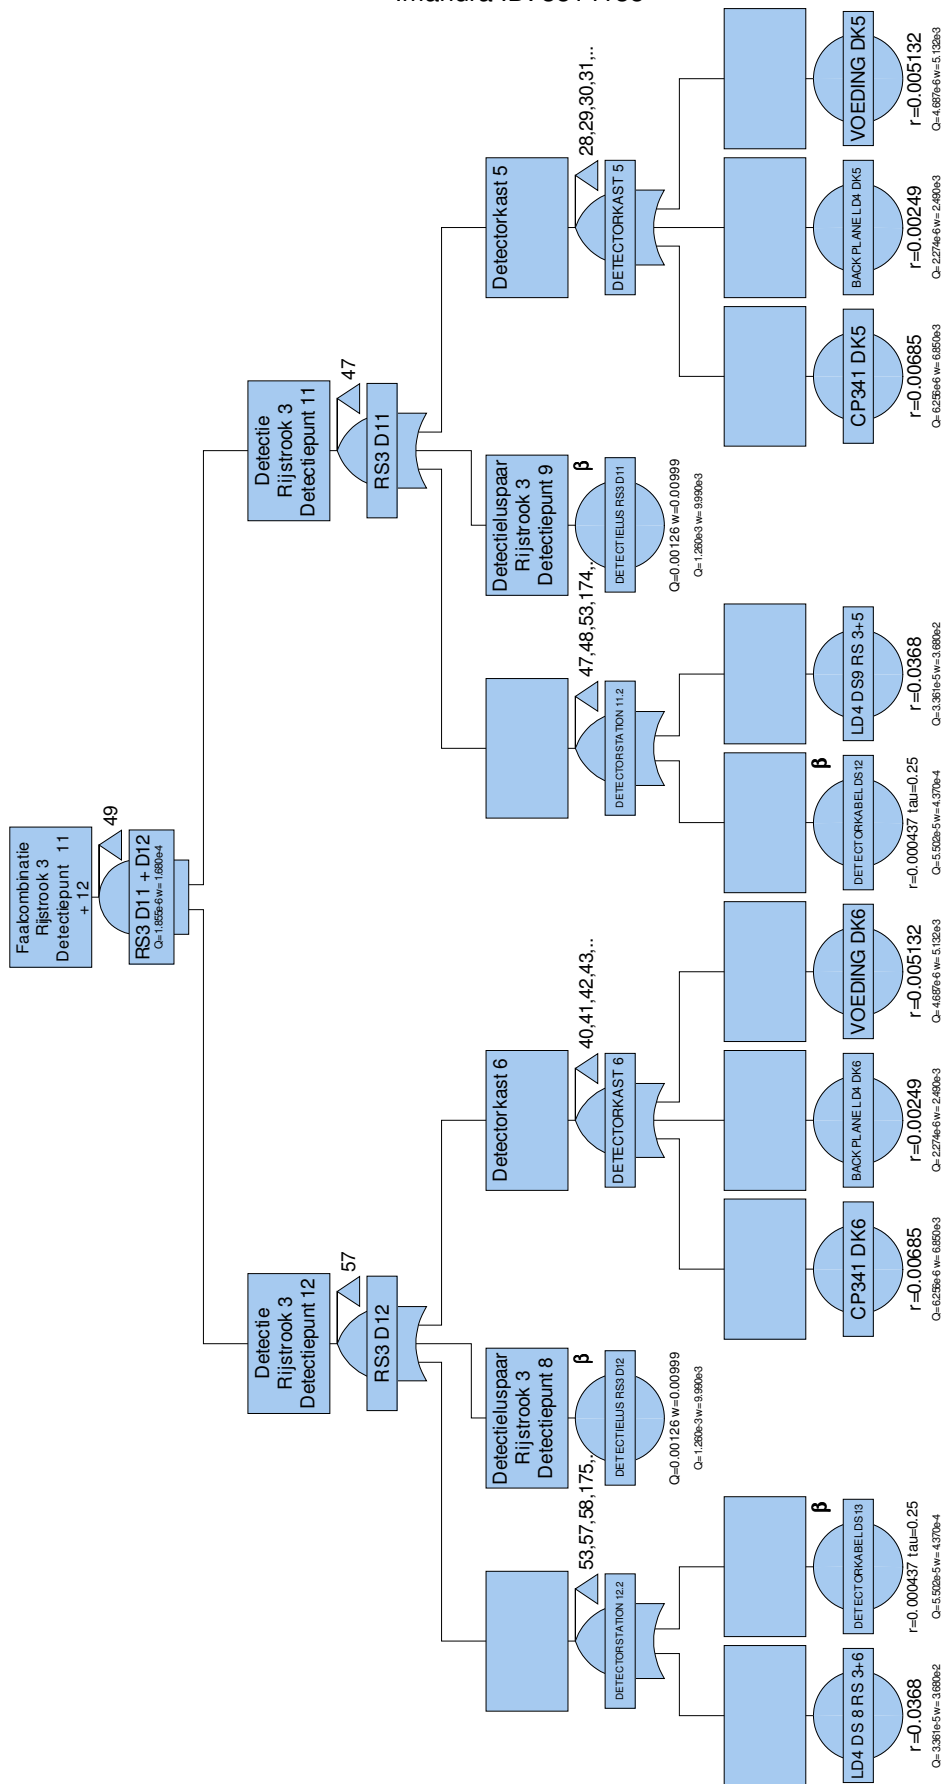 Faalcombinatie
Rijstrook 3
Detectiepunt 11
+ 12
49
RS3 D11 + D12
Q=1.855e-6 w=1.680e-4
Detectie
Rijstrook 3
Detectiepunt 12
57
RS3 D12
Detectie
Rijstrook 3
Detectiepunt 11
47
RS3 D11
53,57,58,175,..
DETECTORSTATION 12.2
Detectieluspaar
Rijstrook 3
Detectiepunt 8
β
DETECTIELUS RS3 D12
Q=0.00126 w=0.00999
Q=1.260e-3 w=9.990e-3
Detectorkast 6
40,41,42,43,..
DETECTORKAST 6
47,48,53,174,..
DETECTORSTATION 11.2
Detectieluspaar
Rijstrook 3
Detectiepunt 9
β
DETECTIELUS RS3 D11
Q=0.00126 w=0.00999
Q=1.260e-3 w=9.990e-3
Detectorkast 5
28,29,30,31,..
DETECTORKAST 5
LD4 DS 8 RS 3+6
r=0.0368
Q=3.361e-5 w=3.680e-2
β
DETECTORKABEL DS13
r=0.000437 tau=0.25
Q=5.502e-5 w=4.370e-4
CP341 DK6
r=0.00685
Q=6.256e-6 w=6.850e-3
BACK PLANE LD4 DK6
r=0.00249
Q=2.274e-6 w=2.490e-3
VOEDING DK6
r=0.005132
Q=4.687e-6 w=5.132e-3
β
DETECTORKABEL DS12
r=0.000437 tau=0.25
Q=5.502e-5 w=4.370e-4
LD4 DS9 RS 3+5
r=0.0368
Q=3.361e-5 w=3.680e-2
CP341 DK5
r=0.00685
Q=6.256e-6 w=6.850e-3
BACK PLANE LD4 DK5
r=0.00249
Q=2.274e-6 w=2.490e-3
VOEDING DK5
r=0.005132
Q=4.687e-6 w=5.132e-3